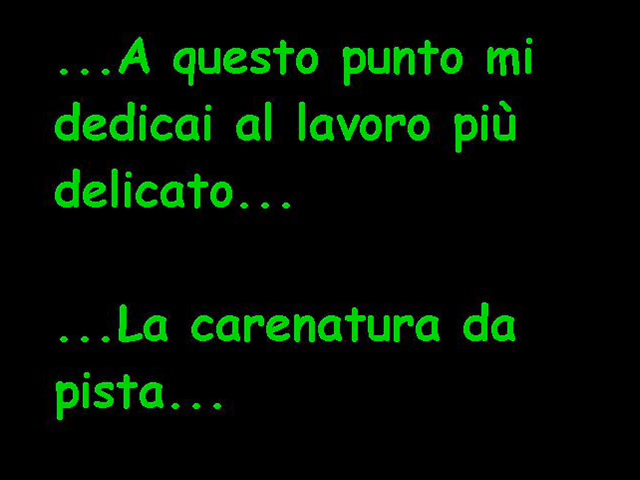 ...A questo punto mi
dedicai al lavoro più
delicato...
...La carenatura da
pista...